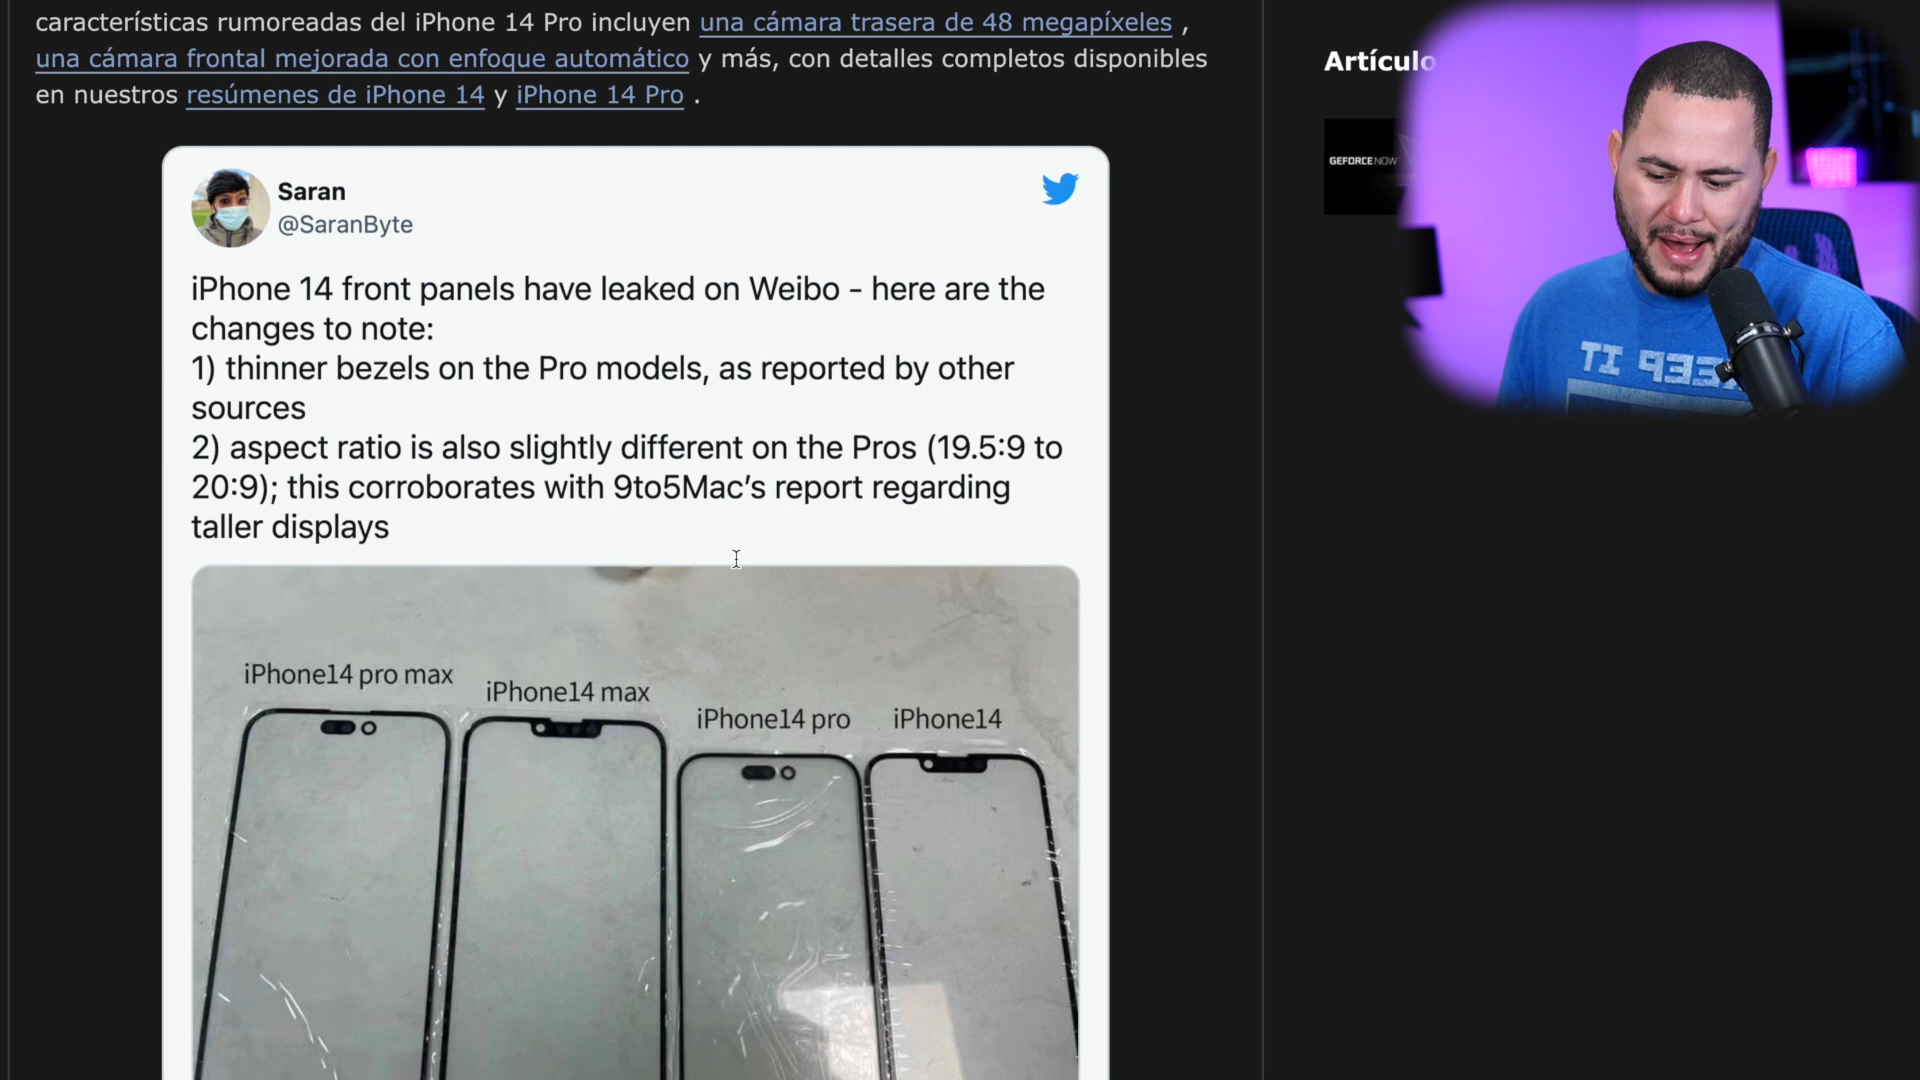 características rumoreadas del iPhone 14 Pro incluyen una cámara trasera de 48 megapíxeles ,
una cámara frontal mejorada con enfoque automático y más, con detalles completos disponibles
en nuestros resúmenes de iPhone 14 y iPhone 14 Pro .
Artículo
GEFORCE NOW
Saran
@SaranByte
iPhone 14 front panels have leaked on Weibo - here are the
changes to note:
1) thinner bezels on the Pro models, as reported by other
sources
2) aspect ratio is also slightly different on the Pros (19.5:9 to
20:9); this corroborates with 9to5Mac’s report regarding
taller displays
iPhone14 pro max
iPhone14 max
iPhone14 pro
iPhone14
KEEP IT